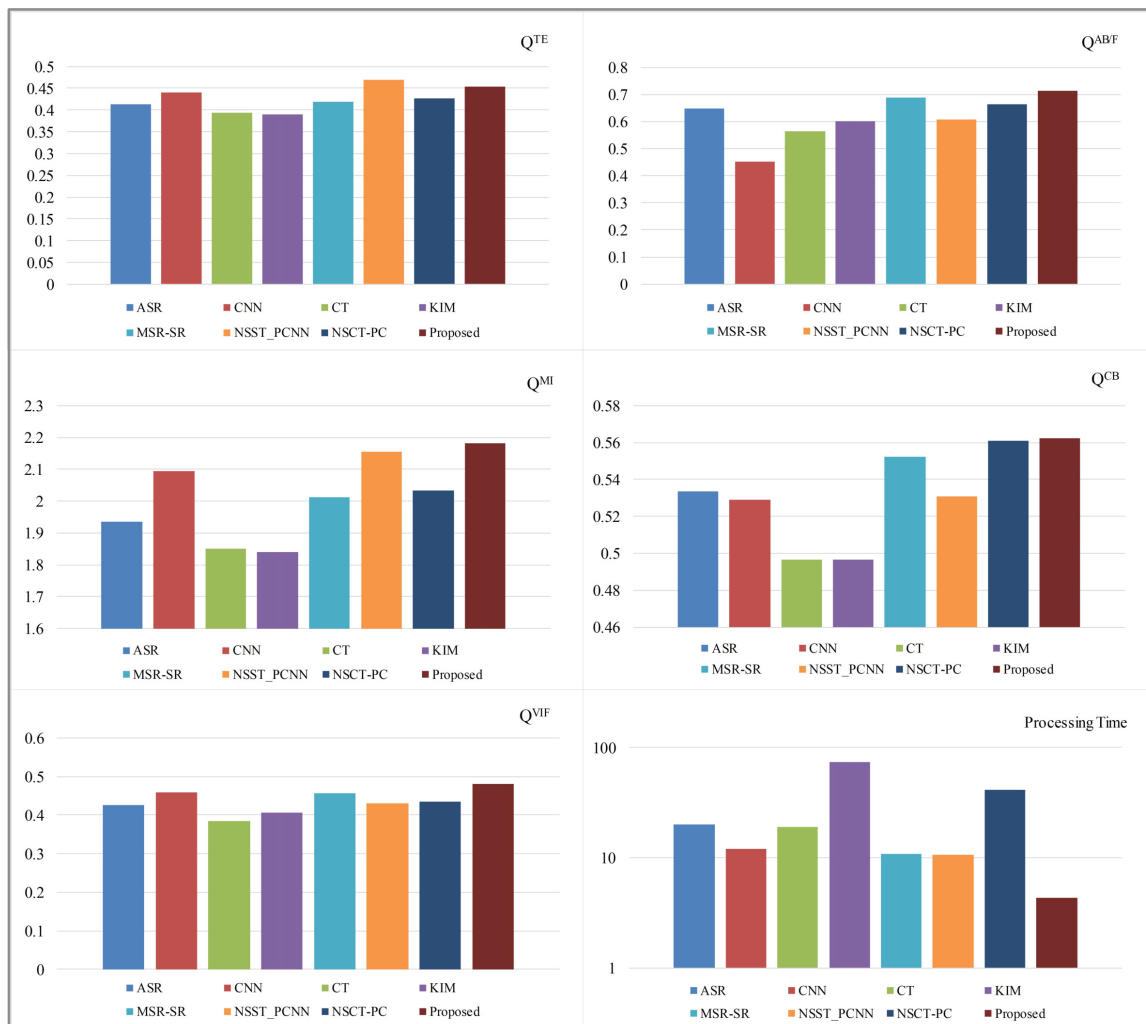 Q^TE
0.5
0.45
0.4
0.35
0.3
0.25
0.2
0.15
0.1
0.05
0
ASR CNN CT KIM
MSR-SR NSST_PCNN NSCT-PC Proposed
Q^AB/F
0.8
0.7
0.6
0.5
0.4
0.3
0.2
0.1
0
ASR CNN CT KIM
MSR-SR NSST_PCNN NSCT-PC Proposed
Q^MI
2.3
2.2
2.1
2
1.9
1.8
1.7
1.6
ASR CNN CT KIM
MSR-SR NSST_PCNN NSCT-PC Proposed
Q^CB
0.58
0.56
0.54
0.52
0.5
0.48
0.46
ASR CNN CT KIM
MSR-SR NSST_PCNN NSCT-PC Proposed
Q^VIF
0.6
0.5
0.4
0.3
0.2
0.1
0
ASR CNN CT KIM
MSR-SR NSST_PCNN NSCT-PC Proposed
Processing Time
100
10
1
ASR CNN CT KIM
MSR-SR NSST_PCNN NSCT-PC Proposed